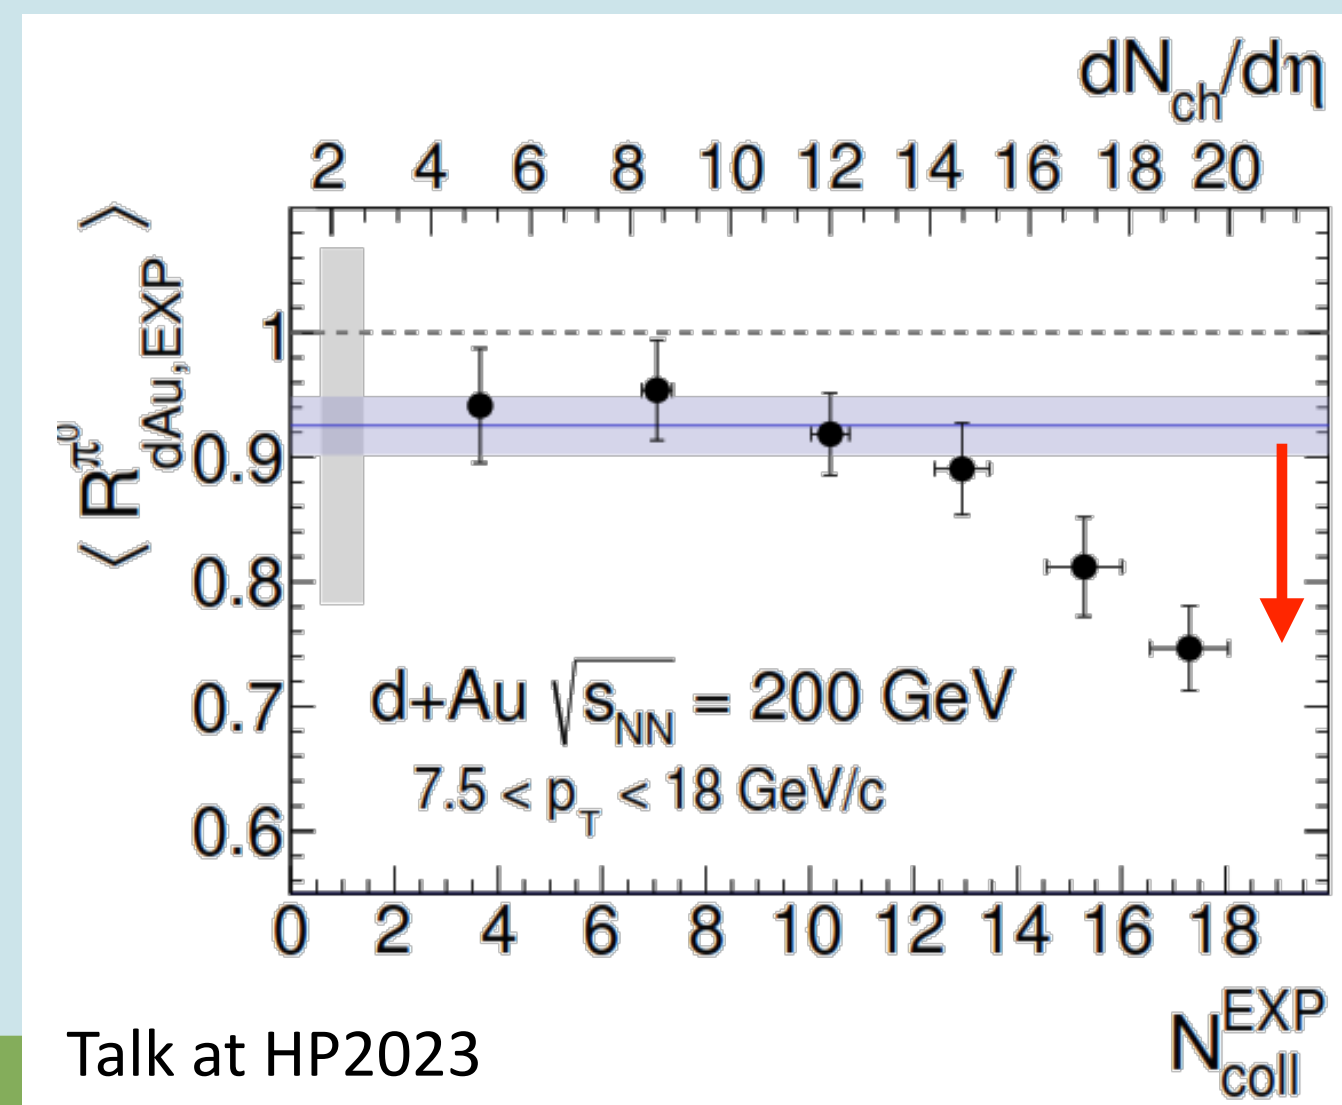 dN_ch/dη
2 4 6 8 10 12 14 16 18 20
⟨ R^π⁰_dAu,EXP ⟩
1
0.9
0.8
0.7
0.6
d+Au √s_NN = 200 GeV
7.5 < p_T < 18 GeV/c
0 2 4 6 8 10 12 14 16 18
N^EXP_coll
Talk at HP2023